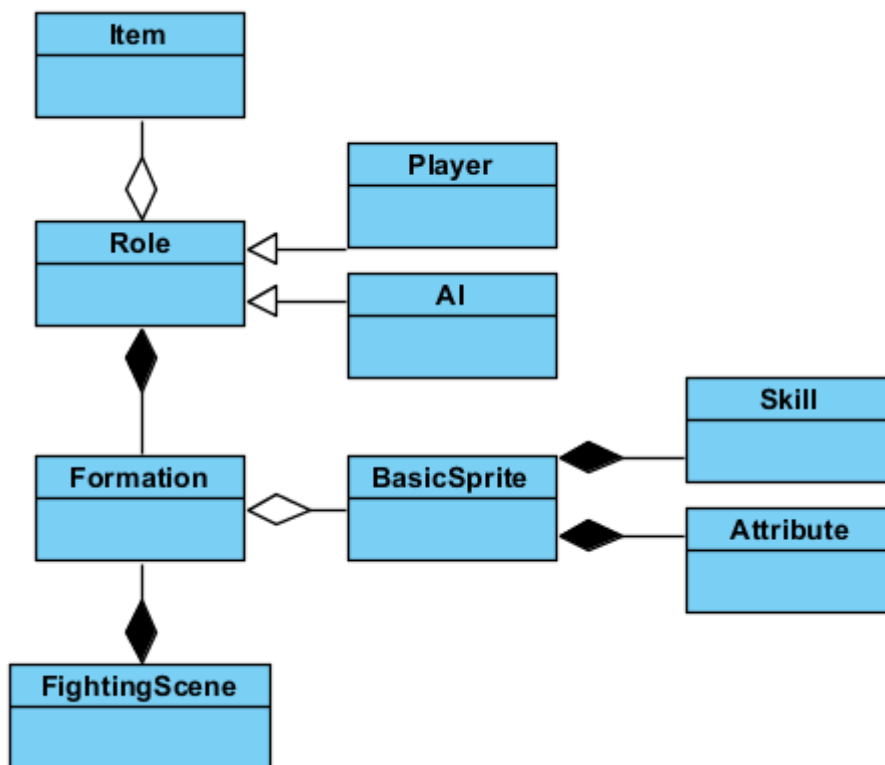 Item
Player
Role
AI
Skill
Formation
BasicSprite
Attribute
FightingScene